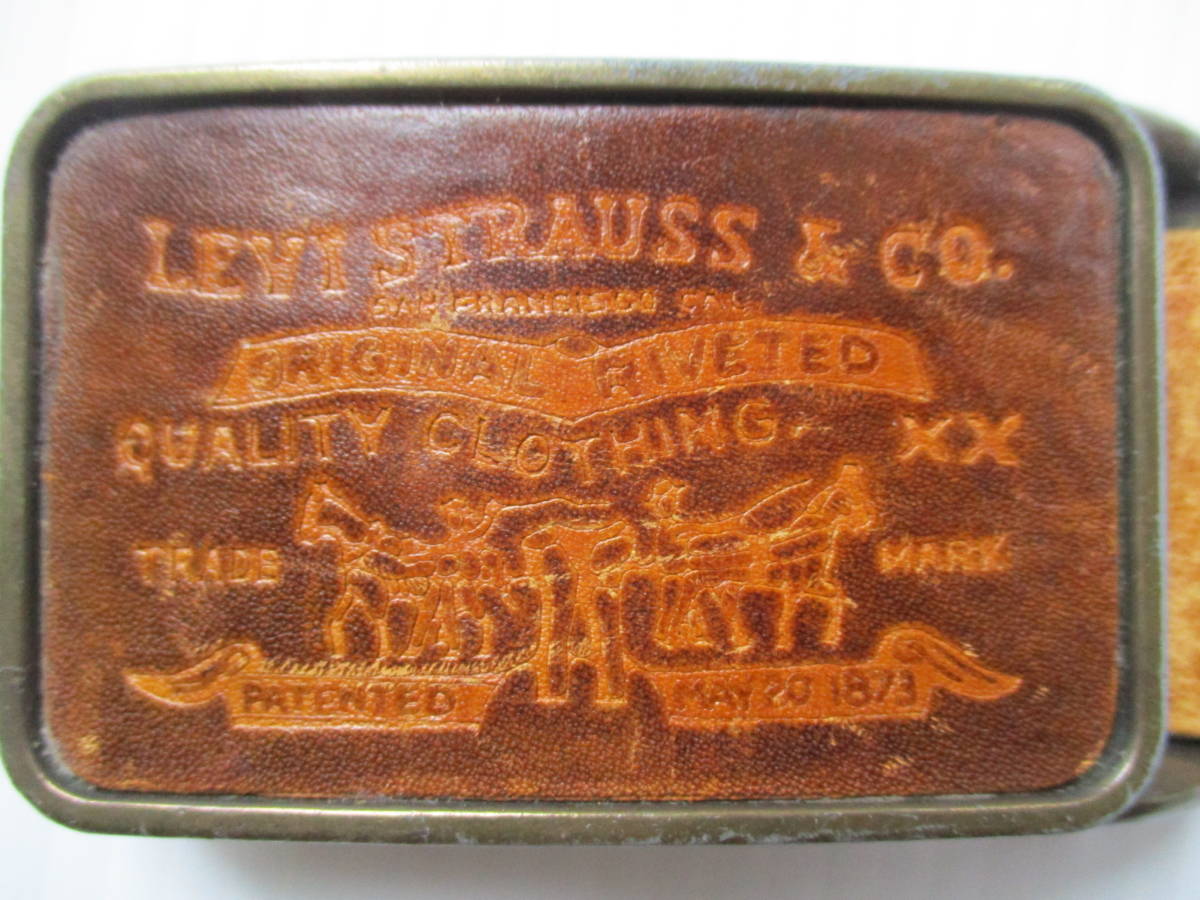 LEVI STRAUSS & CO.
SAN FRANCISCO CAL.
ORIGINAL RIVETED
QUALITY CLOTHING XX
TRADE MARK
PATENTED MAY 20 1873